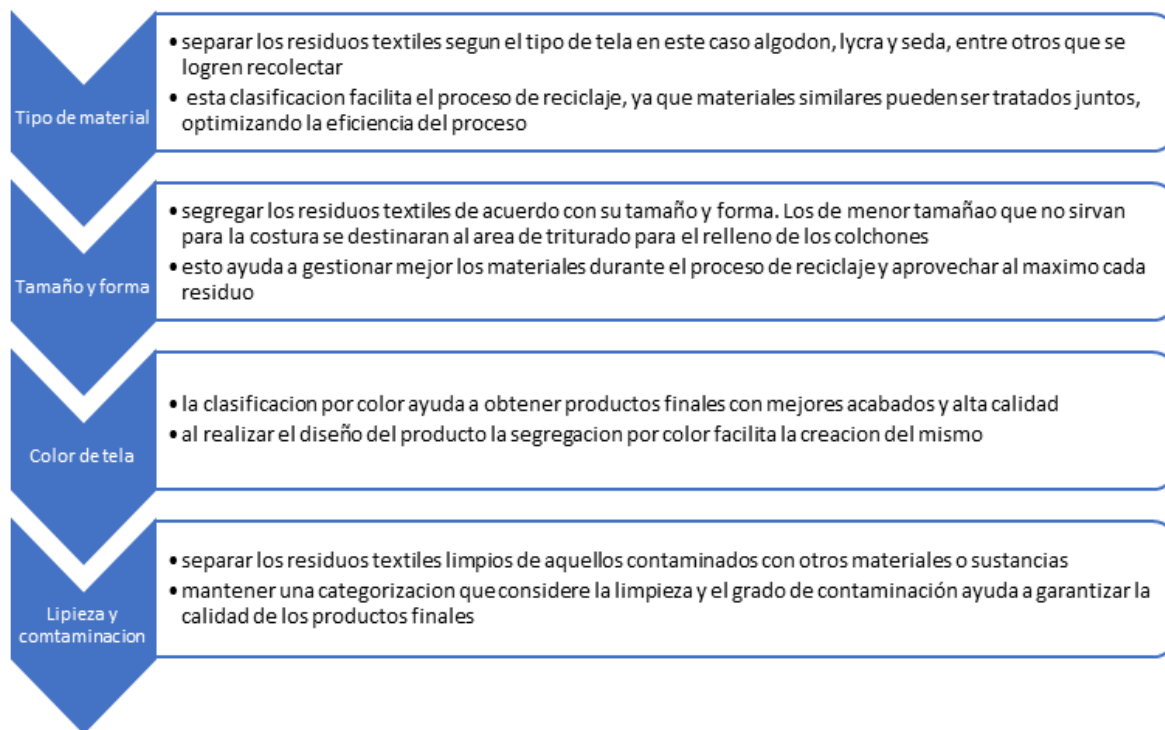 Tipo de material
• separar los residuos textiles segun el tipo de tela en este caso algodon, lycra y seda, entre otros que se
logren recolectar
• esta clasificacion facilita el proceso de reciclaje, ya que materiales similares pueden ser tratados juntos,
optimizando la eficiencia del proceso
Tamaño y forma
• segregar los residuos textiles de acuerdo con su tamaño y forma. Los de menor tamañao que no sirvan
para la costura se destinaran al area de triturado para el relleno de los colchones
• esto ayuda a gestionar mejor los materiales durante el proceso de reciclaje y aprovechar al maximo cada
residuo
Color de tela
• la clasificacion por color ayuda a obtener productos finales con mejores acabados y alta calidad
• al realizar el diseño del producto la segregacion por color facilita la creacion del mismo
Lipieza y
comtaminacion
• separar los residuos textiles limpios de aquellos contaminados con otros materiales o sustancias
• mantener una categorizacion que considere la limpieza y el grado de contaminación ayuda a garantizar la
calidad de los productos finales